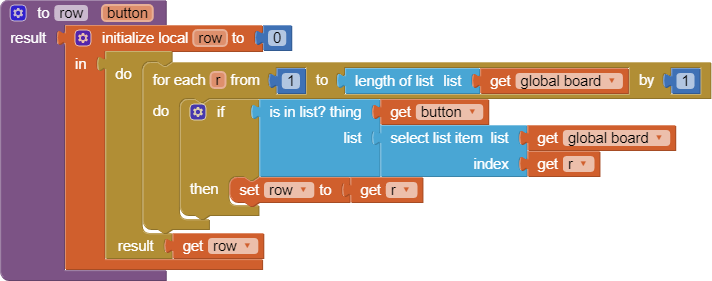 to row button
result initialize local row to 0
in do for each r from 1 to length of list list get global board by 1
do if is in list? thing get button
list select list item list get global board
index get r
then set row to get r
result get row